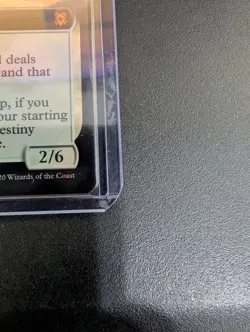 l deals
and that
p, if you
our starting
estiny
e.
2/6
20 Wizards of the Coast